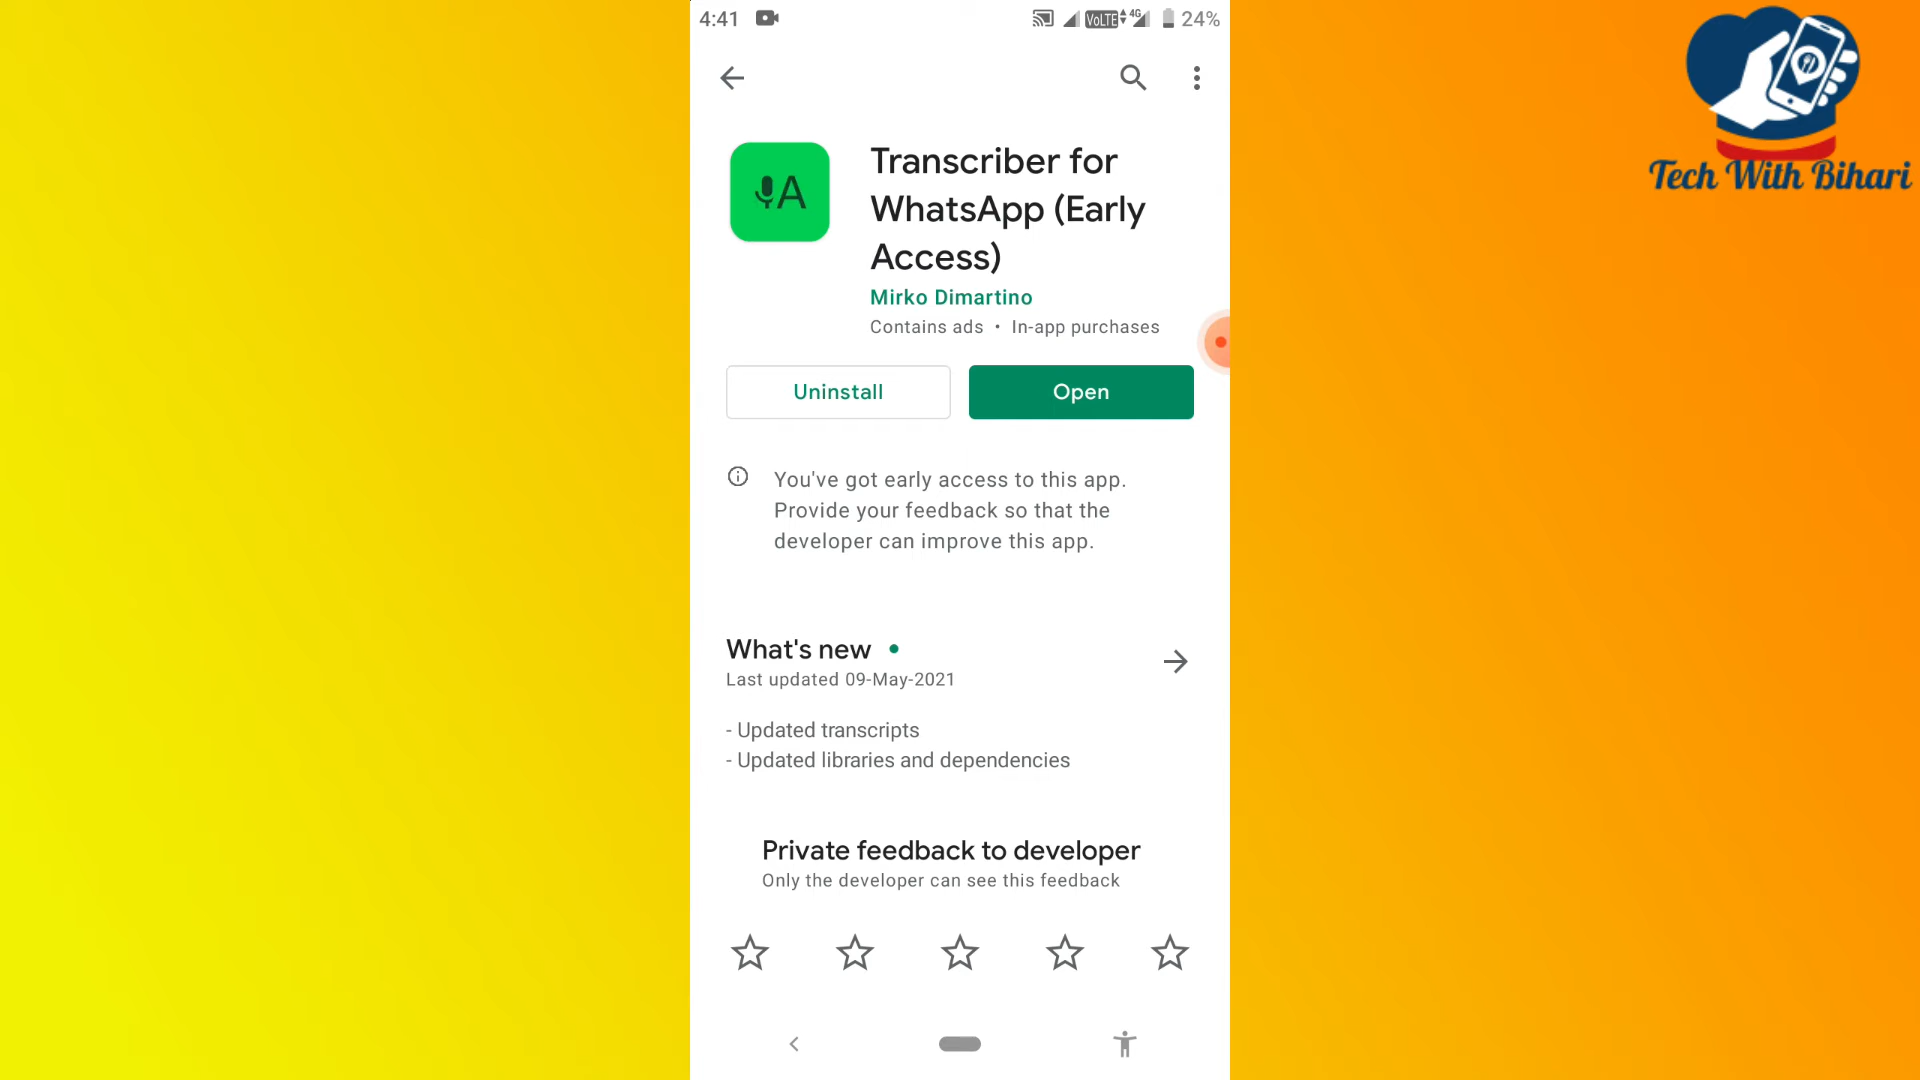 4:41
VoLTE 4G 24%
Tech With Bihari
A
Transcriber for
WhatsApp (Early
Access)
Mirko Dimartino
Contains ads • In-app purchases
Uninstall
Open
You've got early access to this app.
Provide your feedback so that the
developer can improve this app.
What's new
Last updated 09-May-2021
- Updated transcripts
- Updated libraries and dependencies
Private feedback to developer
Only the developer can see this feedback